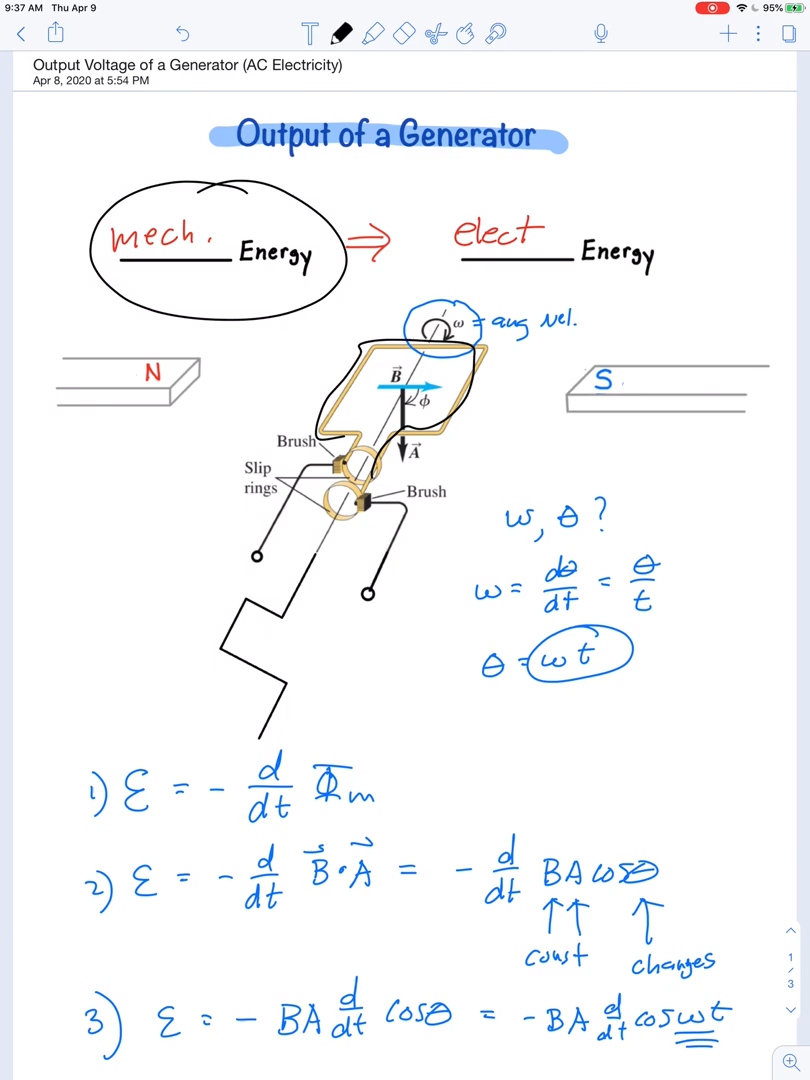 9:37 AM Thu Apr 9
95%
Output Voltage of a Generator (AC Electricity)
Apr 8, 2020 at 5:54 PM
Output of a Generator
mech. Energy ⇒ elect Energy
ω = ang vel.
N
S
B⃗
ϕ
A⃗
Brush
Slip
rings
Brush
ω, θ ?
ω = dθ/dt = θ/t
θ = ωt
1) ε = - d/dt Φm
2) ε = - d/dt B⃗ · A⃗ = - d/dt BA cosθ
↑↑ ↑
const changes
3) ε = - BA d/dt cosθ = - BA d/dt cos ωt
1
/
3